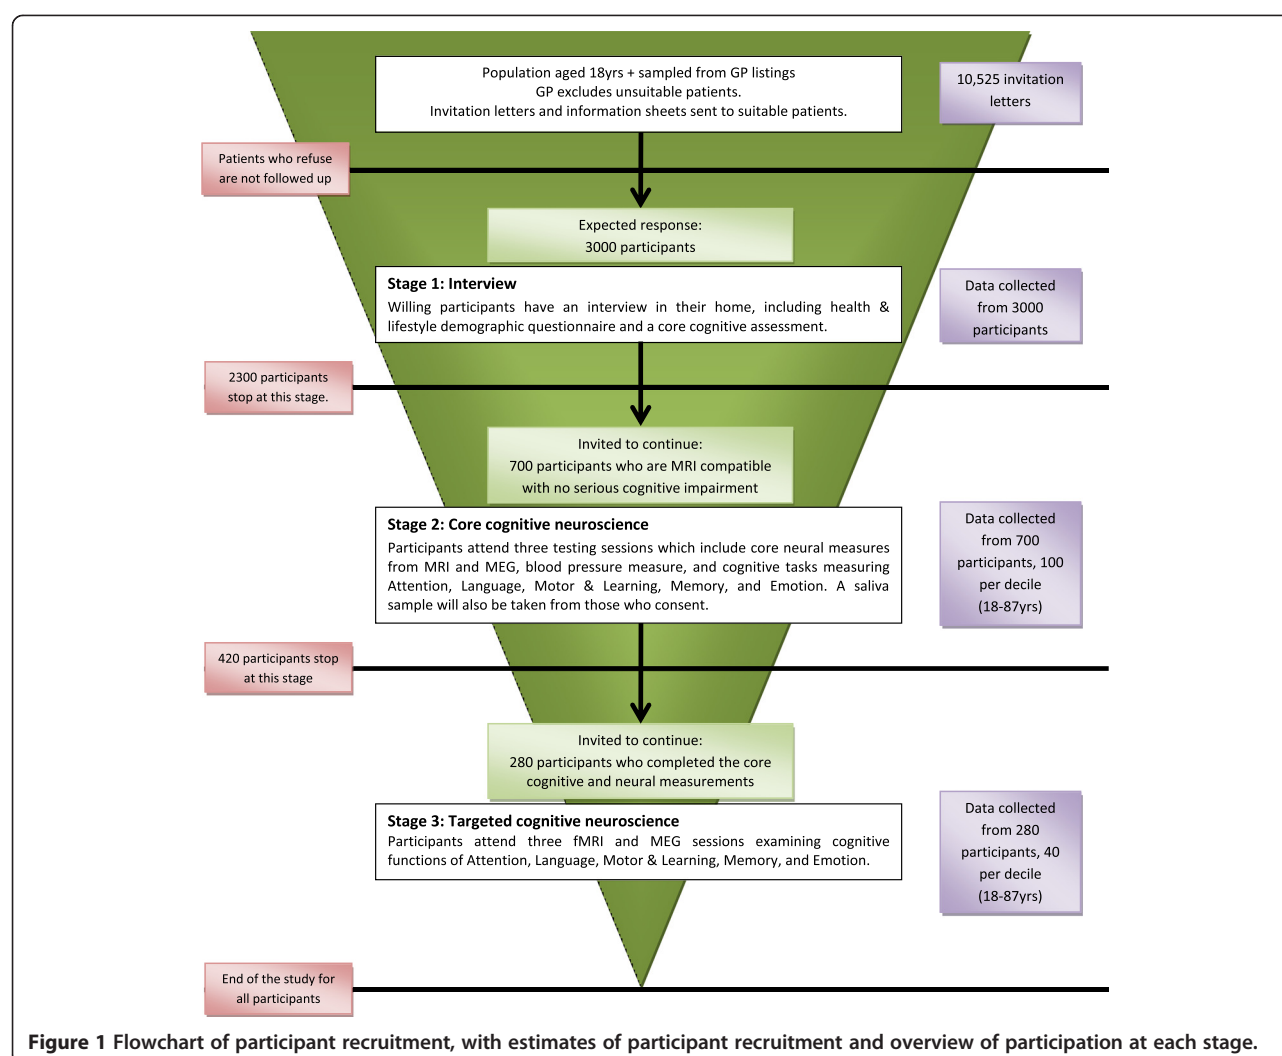 Population aged 18yrs + sampled from GP listings
GP excludes unsuitable patients.
Invitation letters and information sheets sent to suitable patients.
10,525 invitation
letters
Patients who refuse
are not followed up
Expected response:
3000 participants
Stage 1: Interview
Willing participants have an interview in their home, including health &
lifestyle demographic questionnaire and a core cognitive assessment.
Data collected
from 3000
participants
2300 participants
stop at this stage.
Invited to continue:
700 participants who are MRI compatible
with no serious cognitive impairment
Stage 2: Core cognitive neuroscience
Participants attend three testing sessions which include core neural measures
from MRI and MEG, blood pressure measure, and cognitive tasks measuring
Attention, Language, Motor & Learning, Memory, and Emotion. A saliva
sample will also be taken from those who consent.
Data collected
from 700
participants, 100
per decile
(18-87yrs)
420 participants stop
at this stage
Invited to continue:
280 participants who completed the core
cognitive and neural measurements
Stage 3: Targeted cognitive neuroscience
Participants attend three fMRI and MEG sessions examining cognitive
functions of Attention, Language, Motor & Learning, Memory, and Emotion.
Data collected
from 280
participants, 40
per decile
(18-87yrs)
End of the study for
all participants
Figure 1 Flowchart of participant recruitment, with estimates of participant recruitment and overview of participation at each stage.